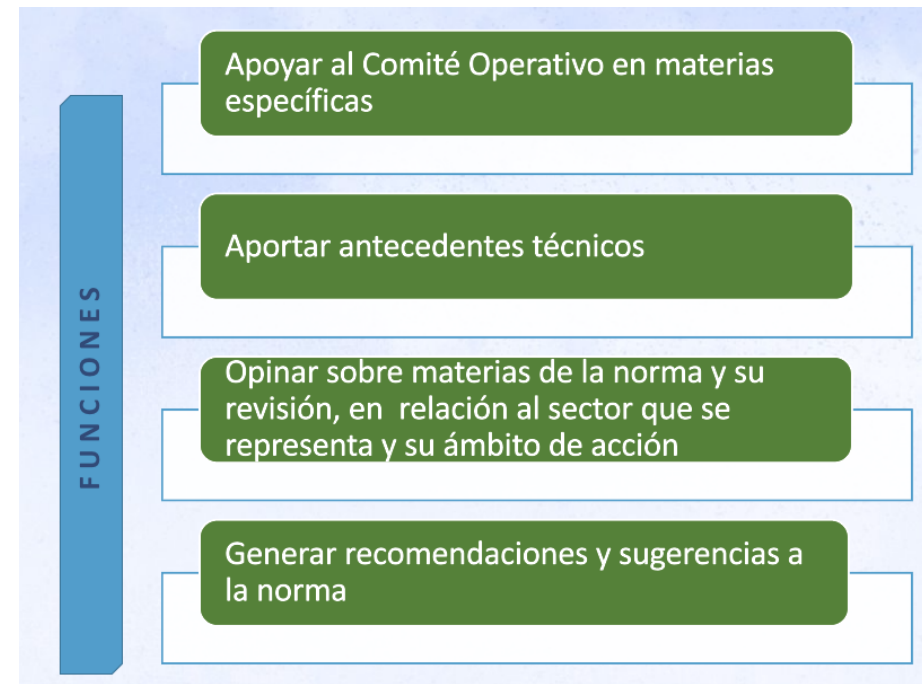 FUNCIONES
Apoyar al Comité Operativo en materias
específicas
Aportar antecedentes técnicos
Opinar sobre materias de la norma y su
revisión, en relación al sector que se
representa y su ámbito de acción
Generar recomendaciones y sugerencias a
la norma